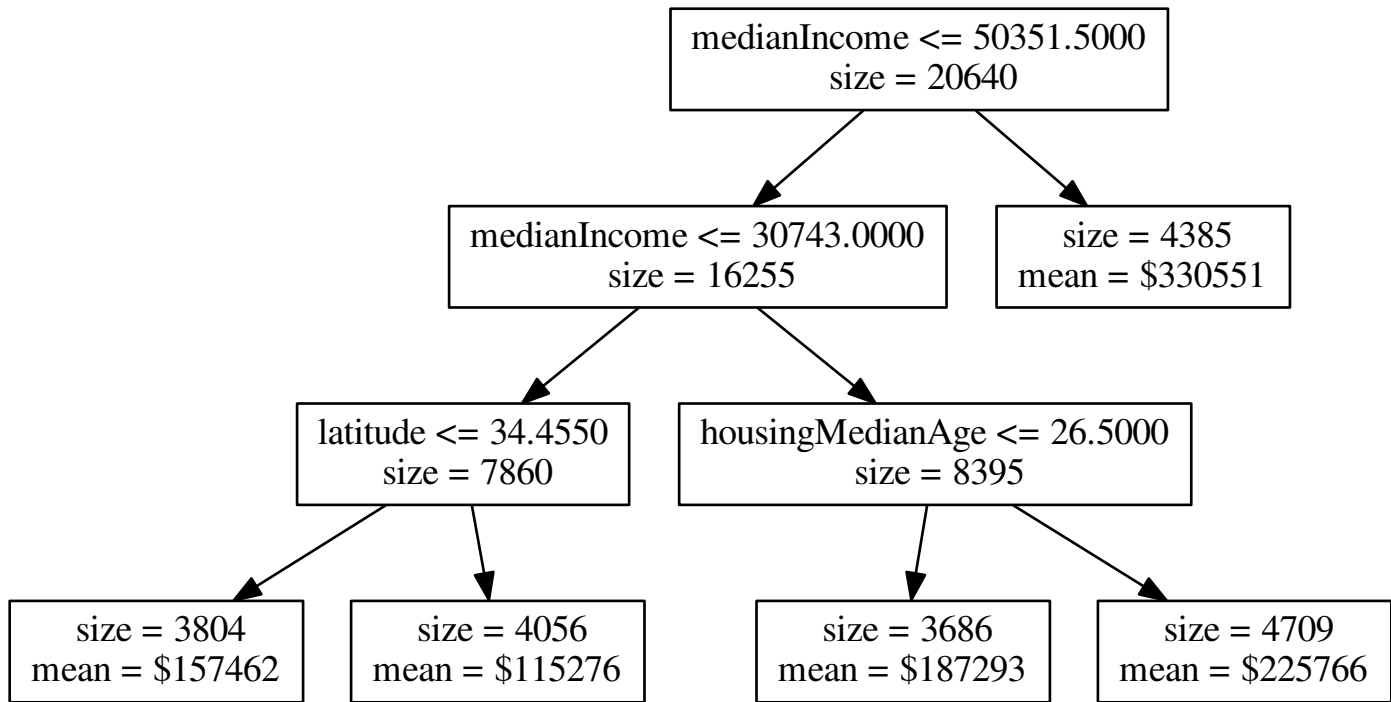 medianIncome <= 50351.5000
size = 20640
medianIncome <= 30743.0000
size = 16255
size = 4385
mean = $330551
latitude <= 34.4550
size = 7860
housingMedianAge <= 26.5000
size = 8395
size = 3804
mean = $157462
size = 4056
mean = $115276
size = 3686
mean = $187293
size = 4709
mean = $225766